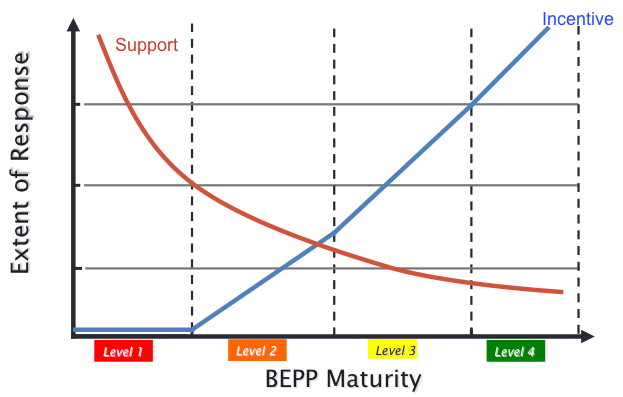 Incentive
Support
Extent of Response
Level 1
Level 2
Level 3
Level 4
BEPP Maturity